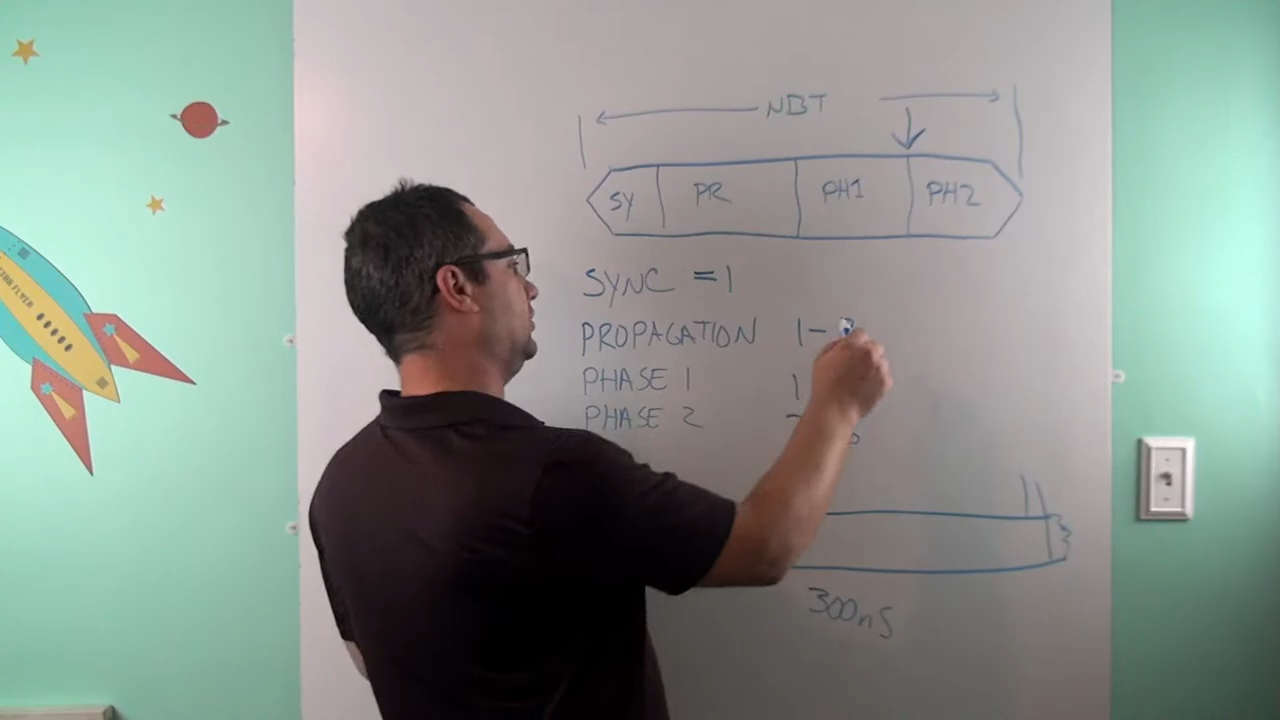 NBT
SY PR PH1 PH2
SYNC =1
PROPAGATION 1-
PHASE 1 1
PHASE 2
300nS